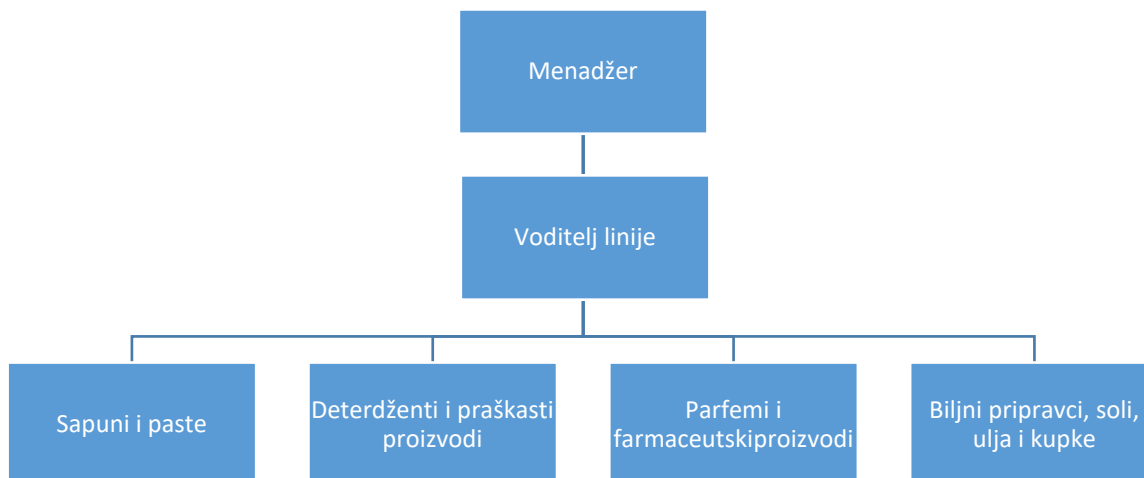 Menadžer
Voditelj linije
Sapuni i paste
Deterdženti i praškasti
proizvodi
Parfemi i
farmaceutskiproizvodi
Biljni pripravci, soli,
ulja i kupke